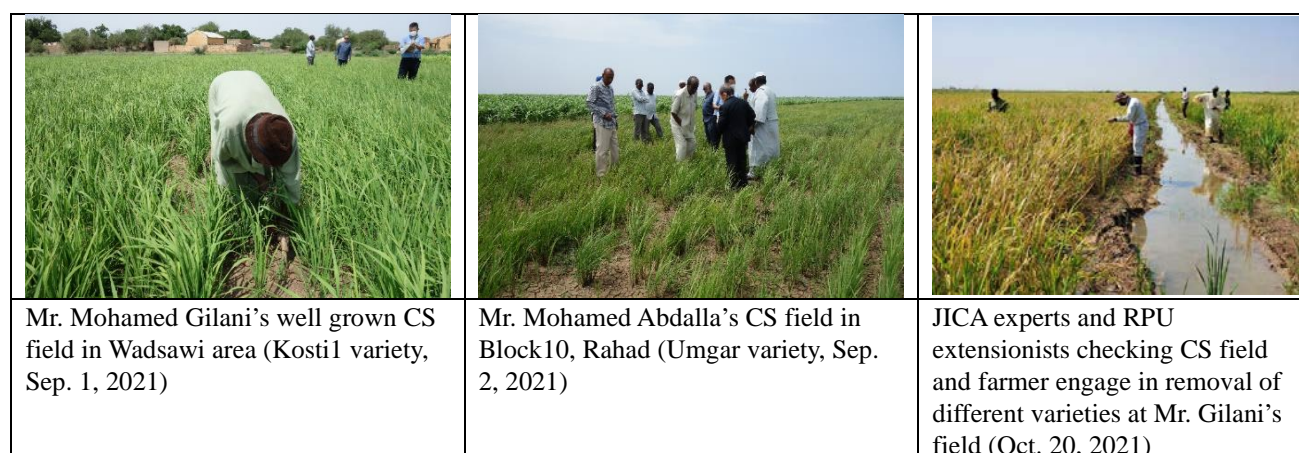 Mr. Mohamed Gilani’s well grown CS
field in Wadsawi area (Kosti1 variety,
Sep. 1, 2021)
Mr. Mohamed Abdalla’s CS field in
Block10, Rahad (Umgar variety, Sep.
2, 2021)
JICA experts and RPU
extensionists checking CS field
and farmer engage in removal of
different varieties at Mr. Gilani’s
field (Oct. 20, 2021)